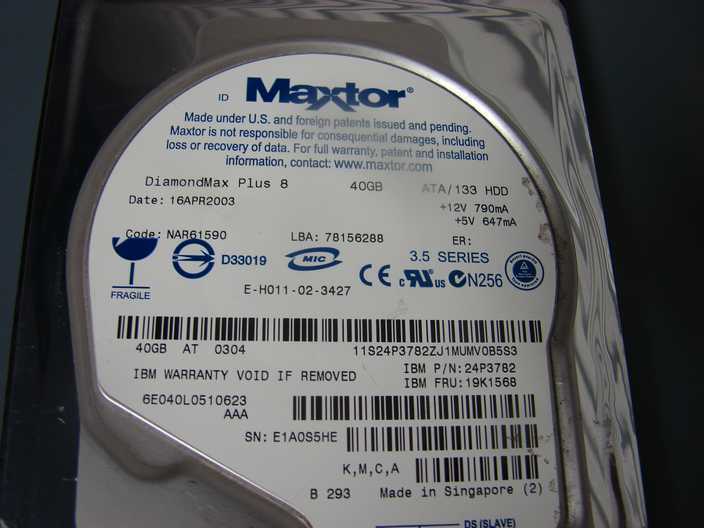 ID Maxtor®
Made under U.S. and foreign patents issued and pending.
Maxtor is not responsible for consequential damages, including
loss or recovery of data. For full warranty, patent and installation
information, contact: www.maxtor.com
DiamondMax Plus 8 40GB ATA/133 HDD
Date: 16APR2003 +12V 790mA
+5V 647mA
Code: NAR61590 LBA: 78156288 ER:
D33019 MIC 3.5 SERIES
CE c RU us N256
FRAGILE
E-H011-02-3427
40GB AT 0304 11S24P3782ZJ1MUMV0B5S3
IBM WARRANTY VOID IF REMOVED IBM P/N:24P3782
IBM FRU:19K1568
6E040L0510623
AAA
SN: E1A0S5HE
K,M,C,A
B 293 Made in Singapore (2)
DS (SLAVE)